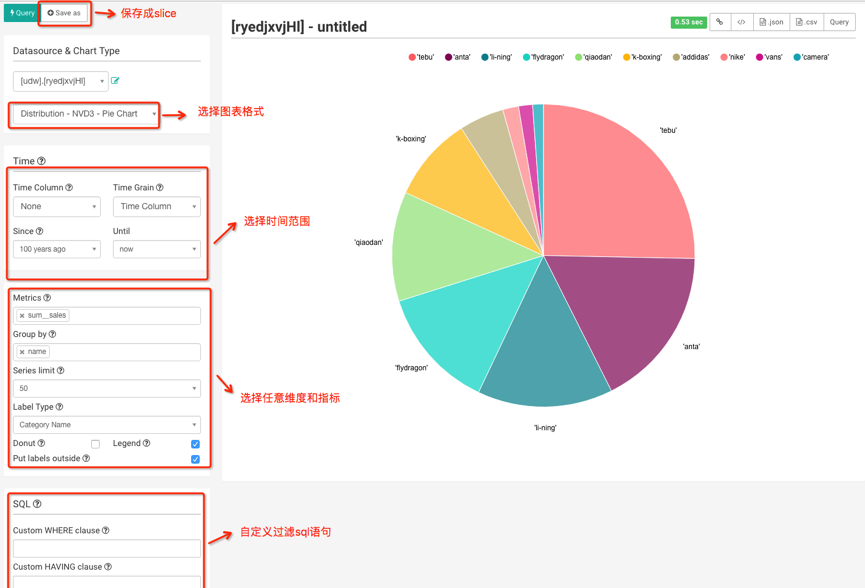 Query
Save as
保存成slice
[ryedjxvjHl] - untitled
0.53 sec
.json
.csv
Query
Datasource & Chart Type
[udw].[ryedjxvjHl]
Distribution - NVD3 - Pie Chart
选择图表格式
Time
Time Column
Time Grain
None
Time Column
Since
Until
100 years ago
now
选择时间范围
Metrics
sum__sales
Group by
name
Series limit
50
Label Type
Category Name
Donut
Legend
Put labels outside
选择任意维度和指标
SQL
Custom WHERE clause
Custom HAVING clause
自定义过滤sql语句
'tebu' 'anta' 'li-ning' 'flydragon' 'qiaodan' 'k-boxing' 'addidas' 'nike' 'vans' 'camera'
'tebu'
'k-boxing'
'qiaodan'
'anta'
'flydragon'
'li-ning'